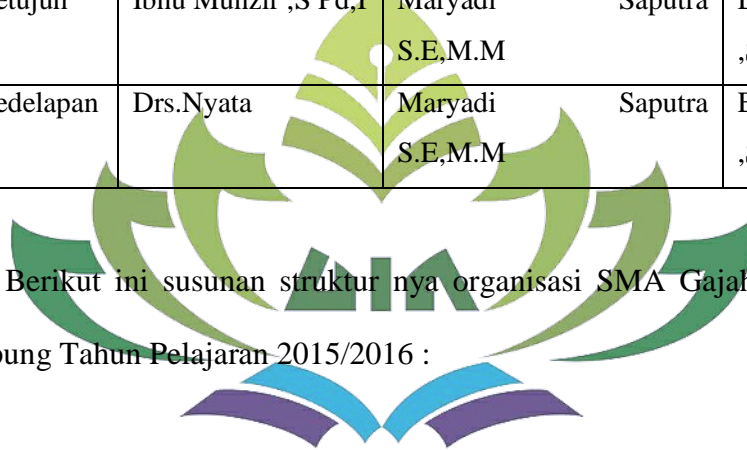 Ibnu Munzir ,S Pd,I Maryadi Saputra
S.E,M.M
edelapan Drs.Nyata Maryadi Saputra
S.E,M.M
Berikut ini susunan struktur nya organisasi SMA Gajah
Tahun Pelajaran 2015/2016 :